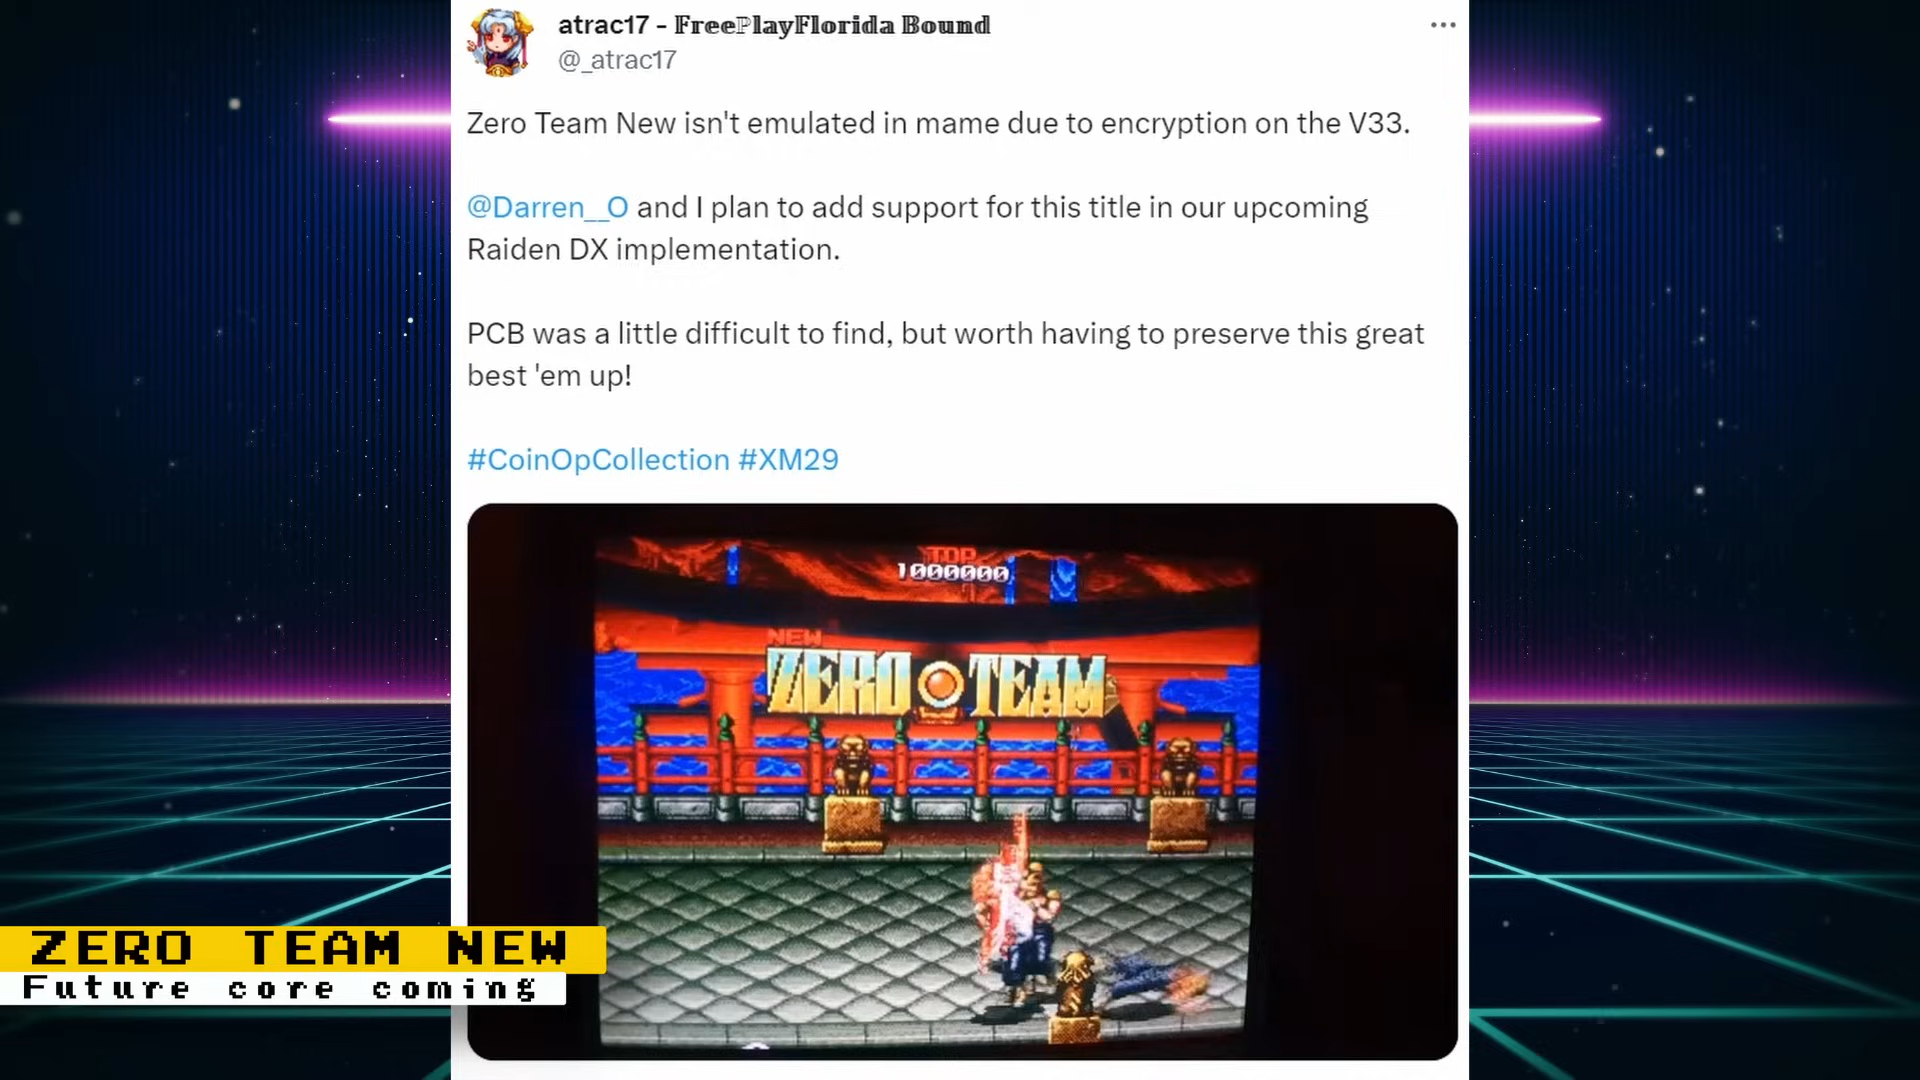 atrac17 - 𝔽𝕣𝕖𝕖ℙ𝕝𝕒𝕪𝔽𝕝𝕠𝕣𝕚𝕕𝕒 𝔹𝕠𝕦𝕟𝕕
@_atrac17
Zero Team New isn't emulated in mame due to encryption on the V33.
@Darren__O and I plan to add support for this title in our upcoming
Raiden DX implementation.
PCB was a little difficult to find, but worth having to preserve this great
best 'em up!
#CoinOpCollection #XM29
TOP
1000000
NEW
ZERO TEAM
ZERO TEAM NEW
Future core coming